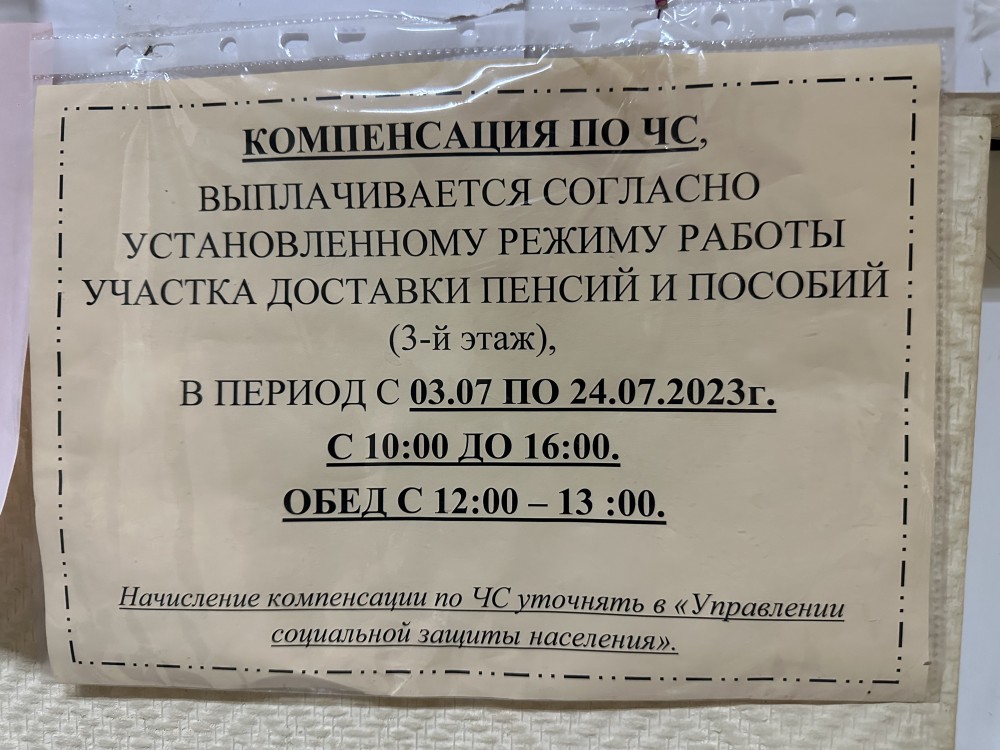 КОМПЕНСАЦИЯ ПО ЧС,
ВЫПЛАЧИВАЕТСЯ СОГЛАСНО
УСТАНОВЛЕННОМУ РЕЖИМУ РАБОТЫ
УЧАСТКА ДОСТАВКИ ПЕНСИЙ И ПОСОБИЙ
(3-й этаж),
В ПЕРИОД С 03.07 ПО 24.07.2023г.
С 10:00 ДО 16:00.
ОБЕД С 12:00 – 13 :00.
Начисление компенсации по ЧС уточнять в «Управлении
социальной защиты населения».